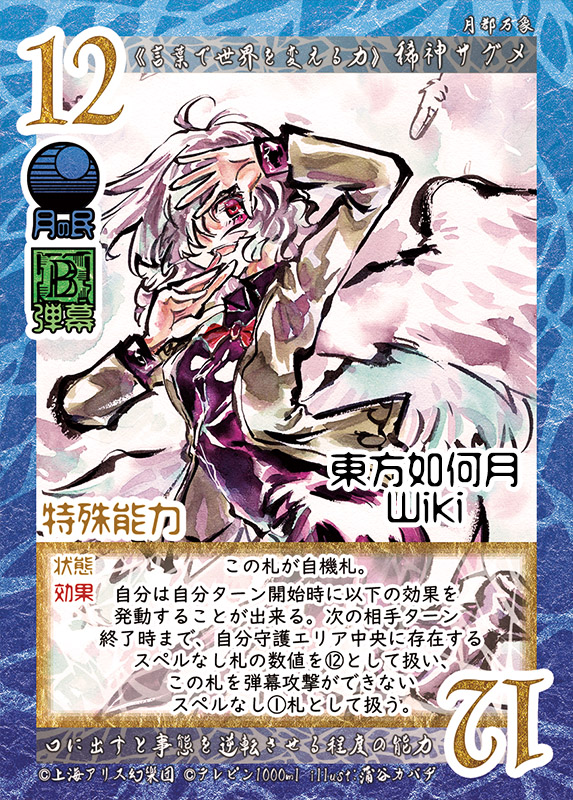 月都万象
12
《言葉で世界を変える力》 稀神サグメ
月の民
B
弾幕
東方如何月
Wiki
特殊能力
状態
この札が自機札。
効果
自分は自分ターン開始時に以下の効果を
発動することが出来る。次の相手ターン
終了時まで、自分守護エリア中央に存在する
スペルなし札の数値を⑫として扱い、
この札を弾幕攻撃ができない
スペルなし①札として扱う。
12
口に出すと事態を逆転させる程度の能力
©上海アリス幻樂団 ©テレピン1000ml illust:蒲谷カバヂ